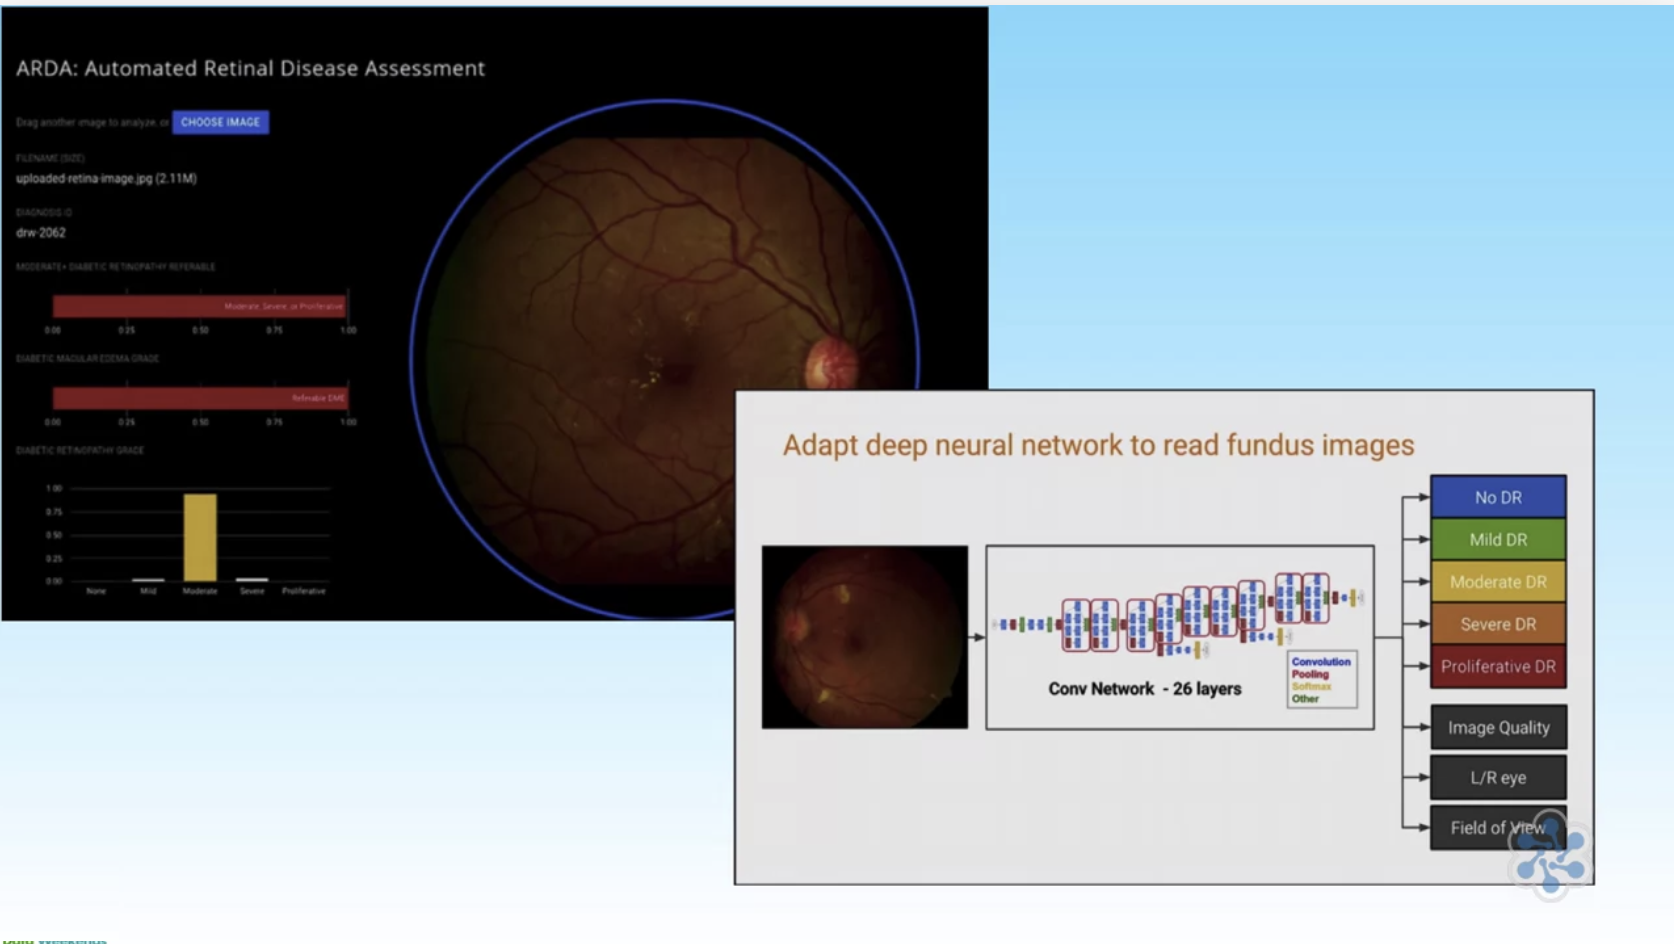 ARDA: Automated Retinal Disease Assessment
Drag another image to analyze, or CHOOSE IMAGE
FILENAME (SIZE)
uploaded-retina-image.jpg (2.11M)
DIAGNOSIS ID
drw-2062
MODERATE+ DIABETIC RETINOPATHY REFERABLE
Moderate, Severe, or Proliferative
0.00 0.25 0.50 0.75 1.00
DIABETIC MACULAR EDEMA GRADE
Referable DME
0.00 0.25 0.50 0.75 1.00
DIABETIC RETINOPATHY GRADE
1.00
0.75
0.50
0.25
0.00
None Mild Moderate Severe Proliferative
Adapt deep neural network to read fundus images
Conv Network - 26 layers
Convolution
Pooling
Softmax
Other
No DR
Mild DR
Moderate DR
Severe DR
Proliferative DR
Image Quality
L/R eye
Field of View